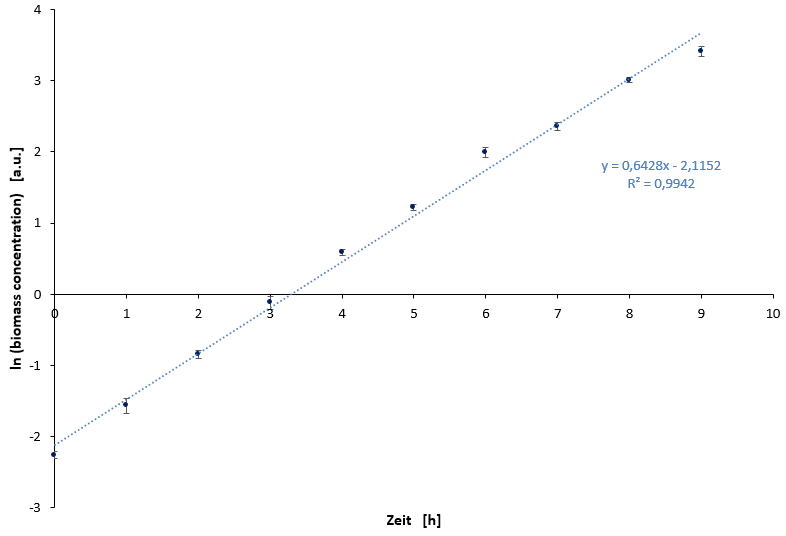 4
3
2
1
0
-1
-2
-3
0 1 2 3 4 5 6 7 8 9 10
ln (biomass concentration) [a.u.]
y = 0,6428x - 2,1152
R² = 0,9942
Zeit [h]